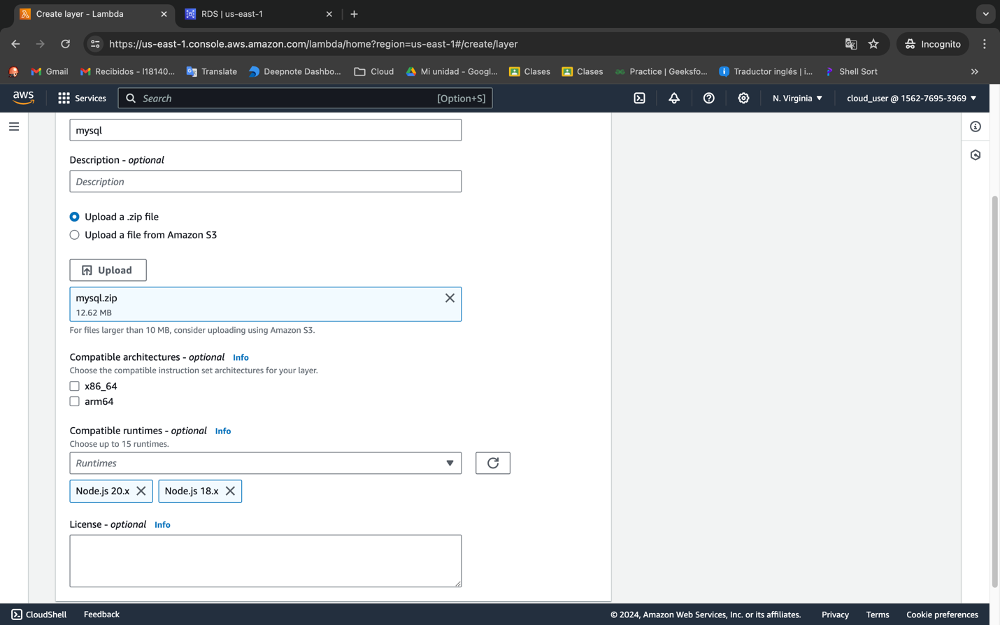 Create layer - Lambda
RDS | us-east-1
https://us-east-1.console.aws.amazon.com/lambda/home?region=us-east-1#/create/layer
Incognito
Gmail
Recibidos - l18140...
Translate
Deepnote Dashbo...
Cloud
Mi unidad - Googl...
Clases
Clases
Practice | Geeksfo...
Traductor inglés | i...
Shell Sort
aws
Services
Search
[Option+S]
N. Virginia
cloud_user @ 1562-7695-3969
mysql
Description - optional
Description
Upload a .zip file
Upload a file from Amazon S3
Upload
mysql.zip
12.62 MB
For files larger than 10 MB, consider uploading using Amazon S3.
Compatible architectures - optional Info
Choose the compatible instruction set architectures for your layer.
x86_64
arm64
Compatible runtimes - optional Info
Choose up to 15 runtimes.
Runtimes
Node.js 20.x
Node.js 18.x
License - optional Info
CloudShell
Feedback
© 2024, Amazon Web Services, Inc. or its affiliates.
Privacy
Terms
Cookie preferences